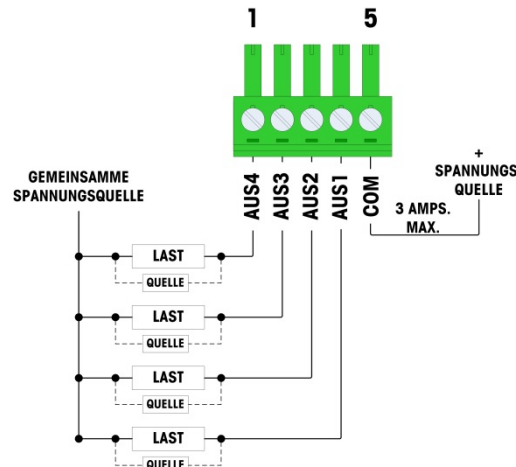 1 5
GEMEINSAMME
SPANNUNGSQUELLE
AUS4
AUS3
AUS2
AUS1
COM
+
SPANNUNGS
QUELLE
3 AMPS.
MAX.
LAST
QUELLE
LAST
QUELLE
LAST
QUELLE
LAST
QUELLE